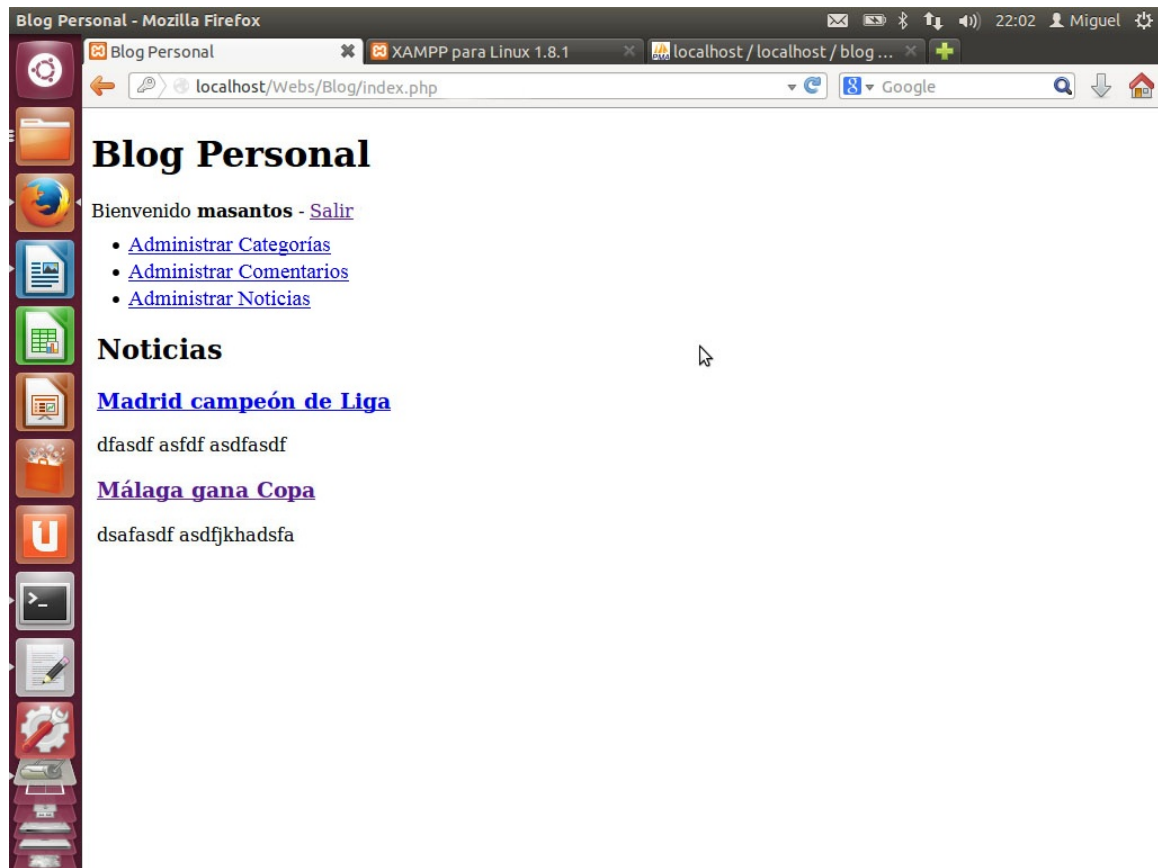 Blog Personal - Mozilla Firefox 22:02 Miguel
Blog Personal XAMPP para Linux 1.8.1 localhost / localhost / blog ...
localhost/Webs/Blog/index.php Google
Blog Personal
Bienvenido masantos - Salir
Administrar Categorías
Administrar Comentarios
Administrar Noticias
Noticias
Madrid campeón de Liga
dfasdf asfdf asdfasdf
Málaga gana Copa
dsafasdf asdfjkhadsfa